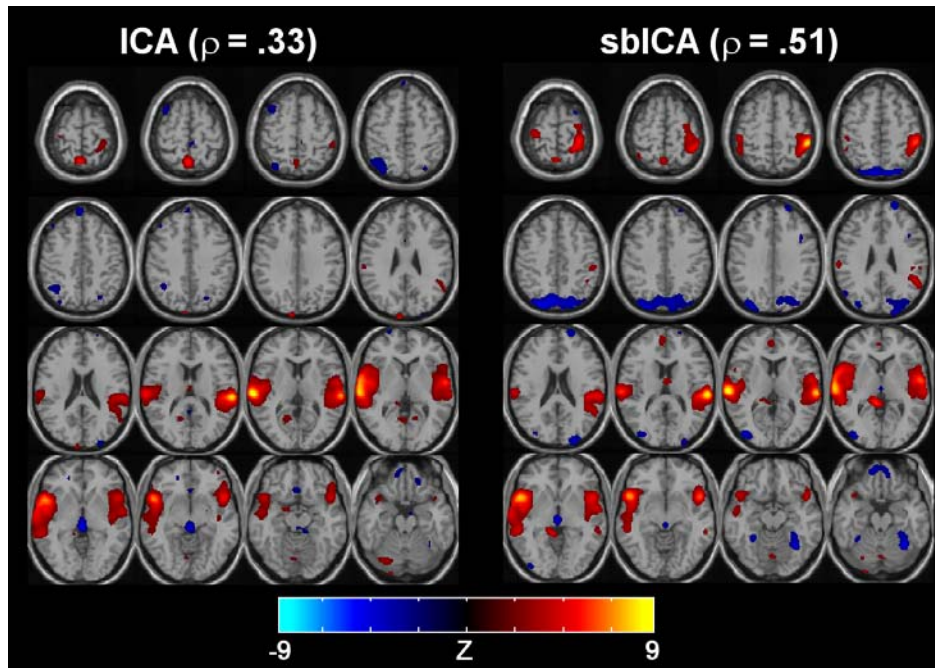 ICA (ρ = .33)
sbICA (ρ = .51)
-9 Z 9